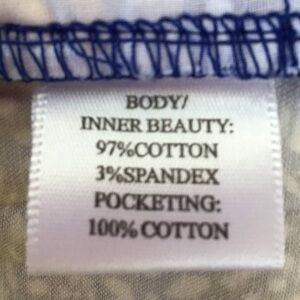 BODY/
INNER BEAUTY:
97%COTTON
3%SPANDEX
POCKETING:
100% COTTON